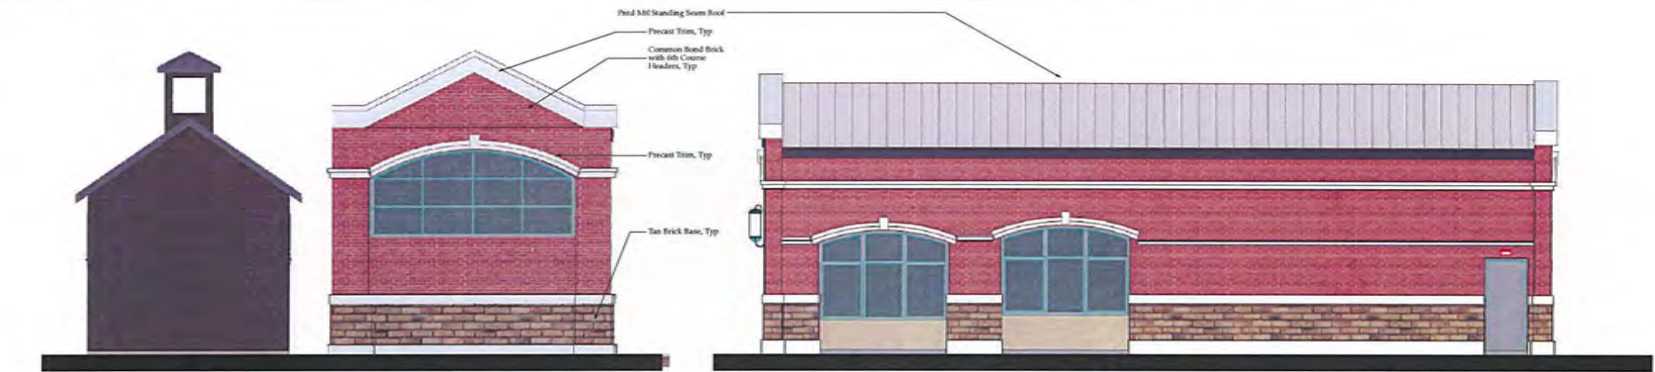 Pntd Mtl Standing Seam Roof
Precast Trim, Typ
Common Bond Brick
with 6th Course
Headers, Typ
Precast Trim, Typ
Tan Brick Base, Typ